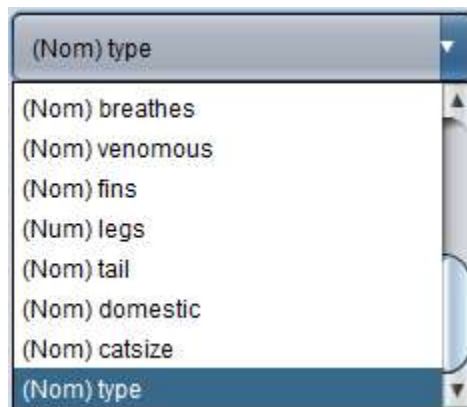 (Nom) type
(Nom) breathes
(Nom) venomous
(Nom) fins
(Num) legs
(Nom) tail
(Nom) domestic
(Nom) catsize
(Nom) type